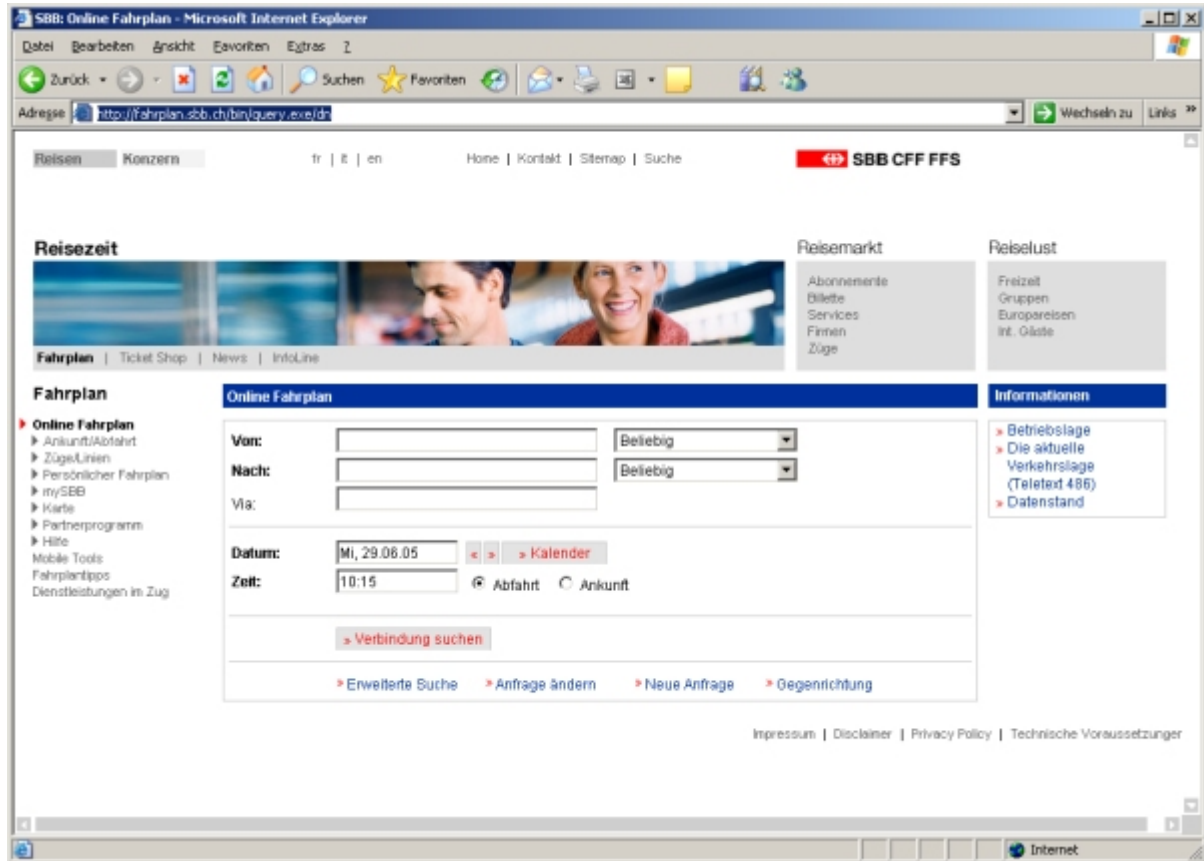 SBB: Online Fahrplan - Microsoft Internet Explorer
Datei Bearbeiten Ansicht Favoriten Extras ?
Zurück Suchen Favoriten
Adresse http://fahrplan.sbb.ch/bin/query.exe/dn Wechseln zu Links »
Reisen Konzern fr | it | en Home | Kontakt | Sitemap | Suche SBB CFF FFS
Reisezeit Reisemarkt Reiselust
Abonnemente
Billette
Services
Firmen
Züge
Freizeit
Gruppen
Europareisen
Int. Gäste
Fahrplan | Ticket Shop | News | InfoLine
Fahrplan
Online Fahrplan
Ankunft/Abfahrt
Züge/Linien
Persönlicher Fahrplan
mySBB
Karte
Partnerprogramm
Hilfe
Mobile Tools
Fahrplantipps
Dienstleistungen im Zug
Online Fahrplan
Von: Beliebig
Nach: Beliebig
Via:
Datum: Mi, 29.06.05 « » » Kalender
Zeit: 10:15 Abfahrt Ankunft
» Verbindung suchen
» Erweiterte Suche » Anfrage ändern » Neue Anfrage » Gegenrichtung
Informationen
» Betriebslage
» Die aktuelle
Verkehrslage
(Teletext 486)
» Datenstand
Impressum | Disclaimer | Privacy Policy | Technische Voraussetzunger
Internet